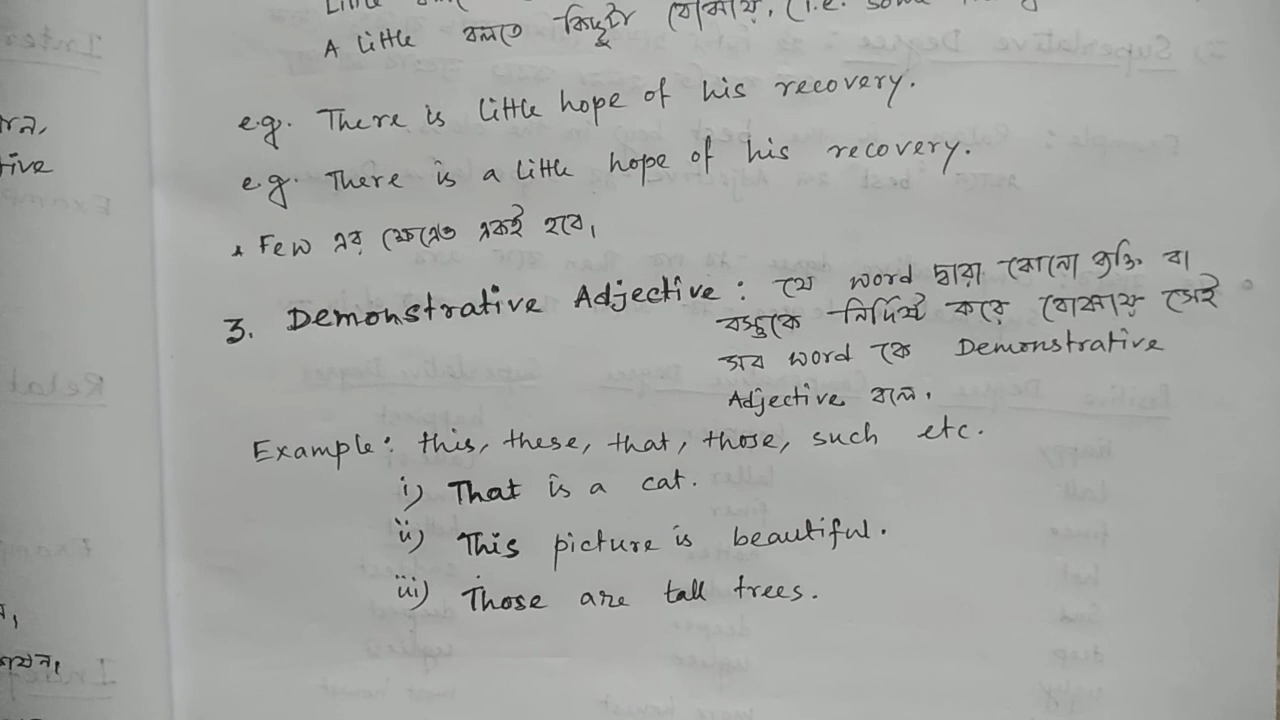 A little বলতে কিছুটা বোঝায়, (i.e. some
e.g. There is little hope of his recovery.
e.g. There is a little hope of his recovery.
* Few এর ক্ষেত্রেও একই হবে।
3. Demonstrative Adjective : যে word দ্বারা কোনো ব্যক্তি বা
বস্তুকে নির্দিষ্ট করে বোঝায় সেই
সব word কে Demonstrative
Adjective বলে।
Example: this, these, that, those, such etc.
i) That is a cat.
ii) This picture is beautiful.
iii) Those are tall trees.